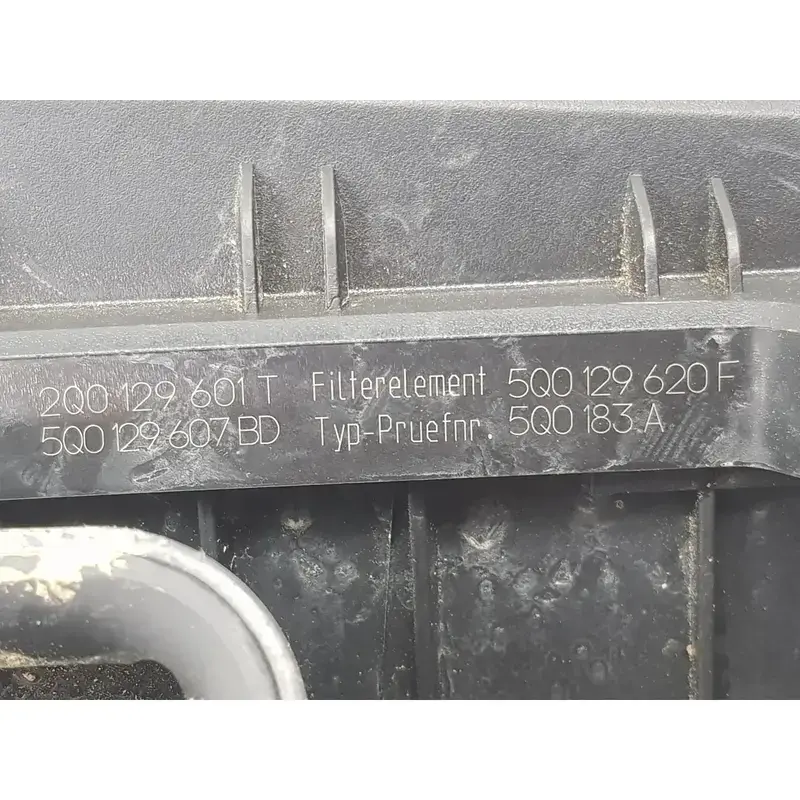 2Q0 129 601 T Filterelement 5Q0 129 620 F
5Q0 129 607 BD Typ-Pruefnr. 5Q0 183 A